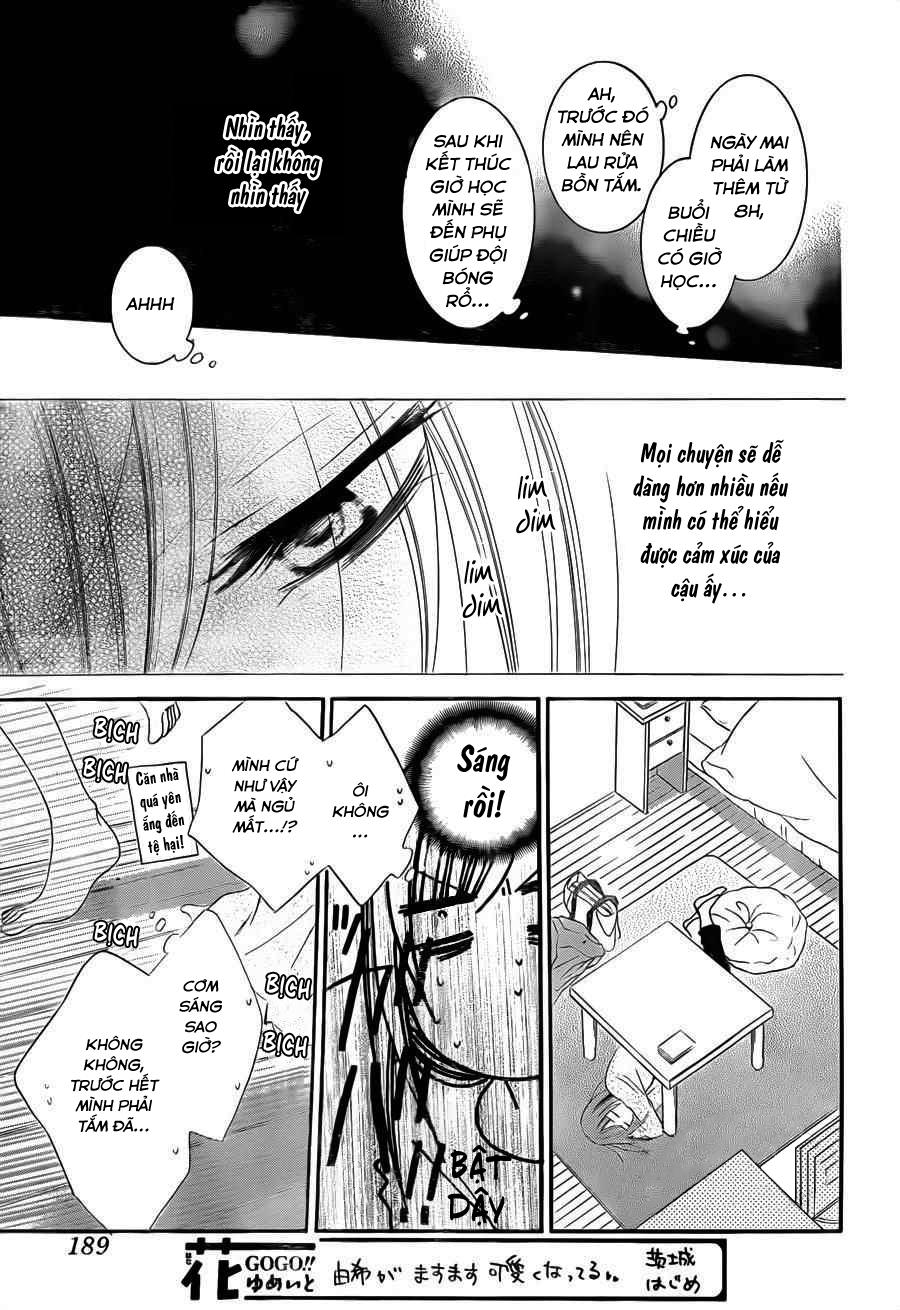 NGÀY MAI
PHẢI LÀM
THÊM TỪ
8H,
BUỔI
CHIỀU
CÓ GIỜ
HỌC...
AH,
TRƯỚC ĐÓ
MÌNH NÊN
LAU RỬA
BỒN TẮM.
SAU KHI
KẾT THÚC
GIỜ HỌC
MÌNH SẼ
ĐẾN PHỤ
GIÚP ĐỘI
BÓNG
RỔ...
Nhìn thấy,
rồi lại không
nhìn thấy
AHHH
Mọi chuyện sẽ dễ
dàng hơn nhiều nếu
mình có thể hiểu
được cảm xúc của
cậu ấy...
lim
dim
lim
dim
Sáng
rồi!
BẬT
DẬY
ÔI
KHÔNG
...
MÌNH CỨ
NHƯ VẬY
MÀ NGỦ
MẤT...!?
BỊCH
BỊCH
Căn nhà
quá yên
ắng đến
tệ hại!
BỊCH
BỊCH
BỊCH
CƠM
SÁNG
SAO
GIỜ?
KHÔNG
KHÔNG,
TRƯỚC HẾT
MÌNH PHẢI
TẮM ĐÃ...
189
花
GOGO!!
ゆめいと
由希が ますます 可愛くなってる。
黄城
はじめ